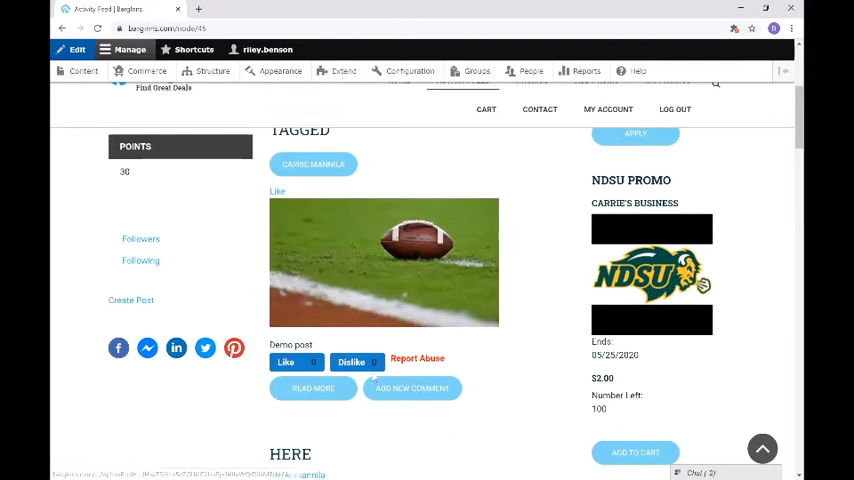 Activity Feed | BargInns
barginns.com/node/45
Edit Manage Shortcuts riley.benson
Content Commerce Structure Appearance Extend Configuration Groups People Reports Help
Find Great Deals
CART CONTACT MY ACCOUNT LOG OUT
POINTS
30
Followers
Following
Create Post
TAGGED
CARRIE.MANNILA
Like
Demo post
Like 0 Dislike 0 Report Abuse
READ MORE ADD NEW COMMENT
HERE
APPLY
NDSU PROMO
CARRIE'S BUSINESS
NDSU
Ends:
05/25/2020
$2.00
Number Left:
100
ADD TO CART
Chat (2)